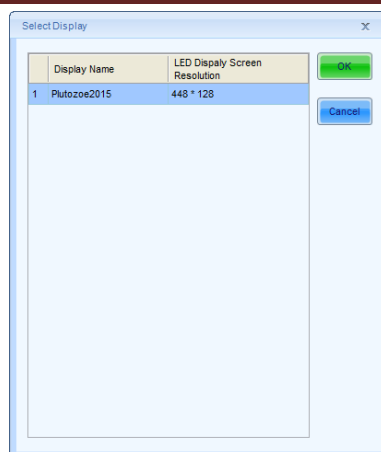 Select Display x
Display Name LED Dispaly Screen
Resolution
OK
1 Plutozoe2015 448 * 128
Cancel